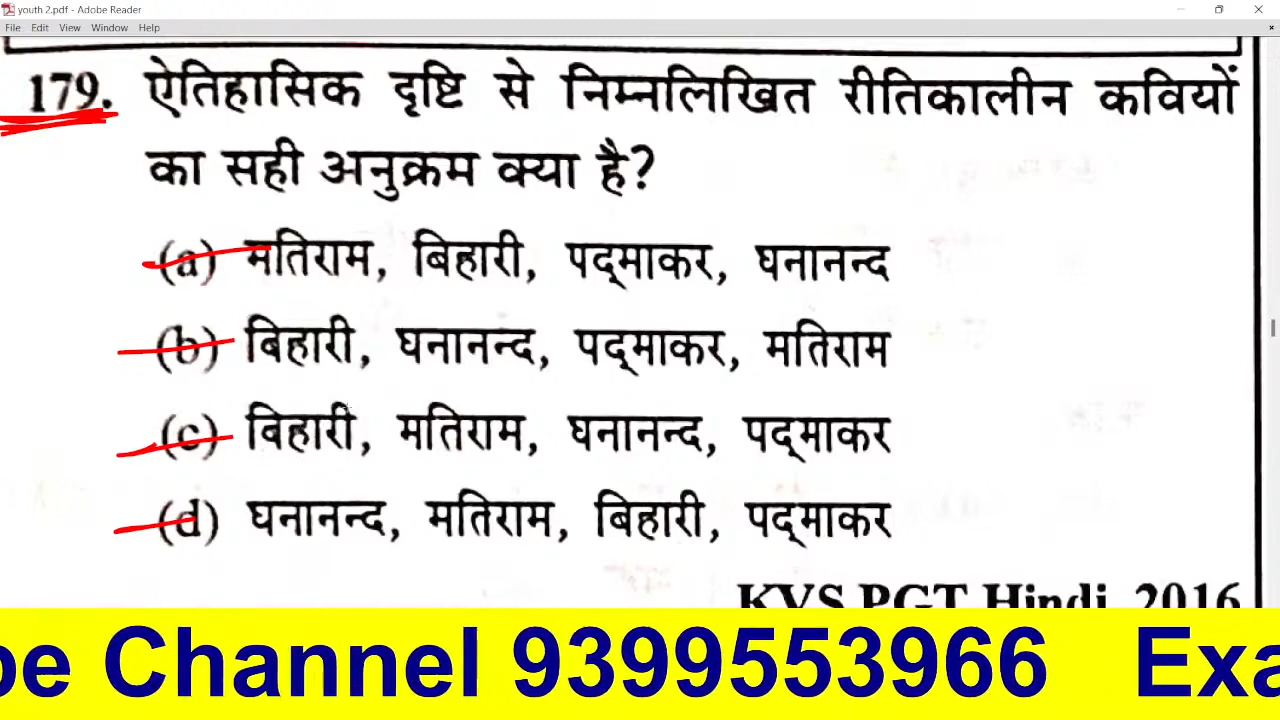 youth 2.pdf - Adobe Reader
File Edit View Window Help
179. ऐतिहासिक दृष्टि से निम्नलिखित रीतिकालीन कवियों
का सही अनुक्रम क्या है?
(a) मतिराम, बिहारी, पद्‌माकर, घनानन्द
(b) बिहारी, घनानन्द, पद्‌माकर, मतिराम
(c) बिहारी, मतिराम, घनानन्द, पद्‌माकर
(d) घनानन्द, मतिराम, बिहारी, पद्‌माकर
KVS PGT Hindi, 2016
be Channel 9399553966 Exa